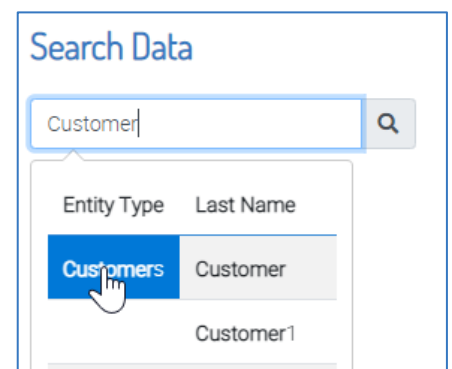 Search Data
Customer
Entity Type Last Name
Customers Customer
Customer1